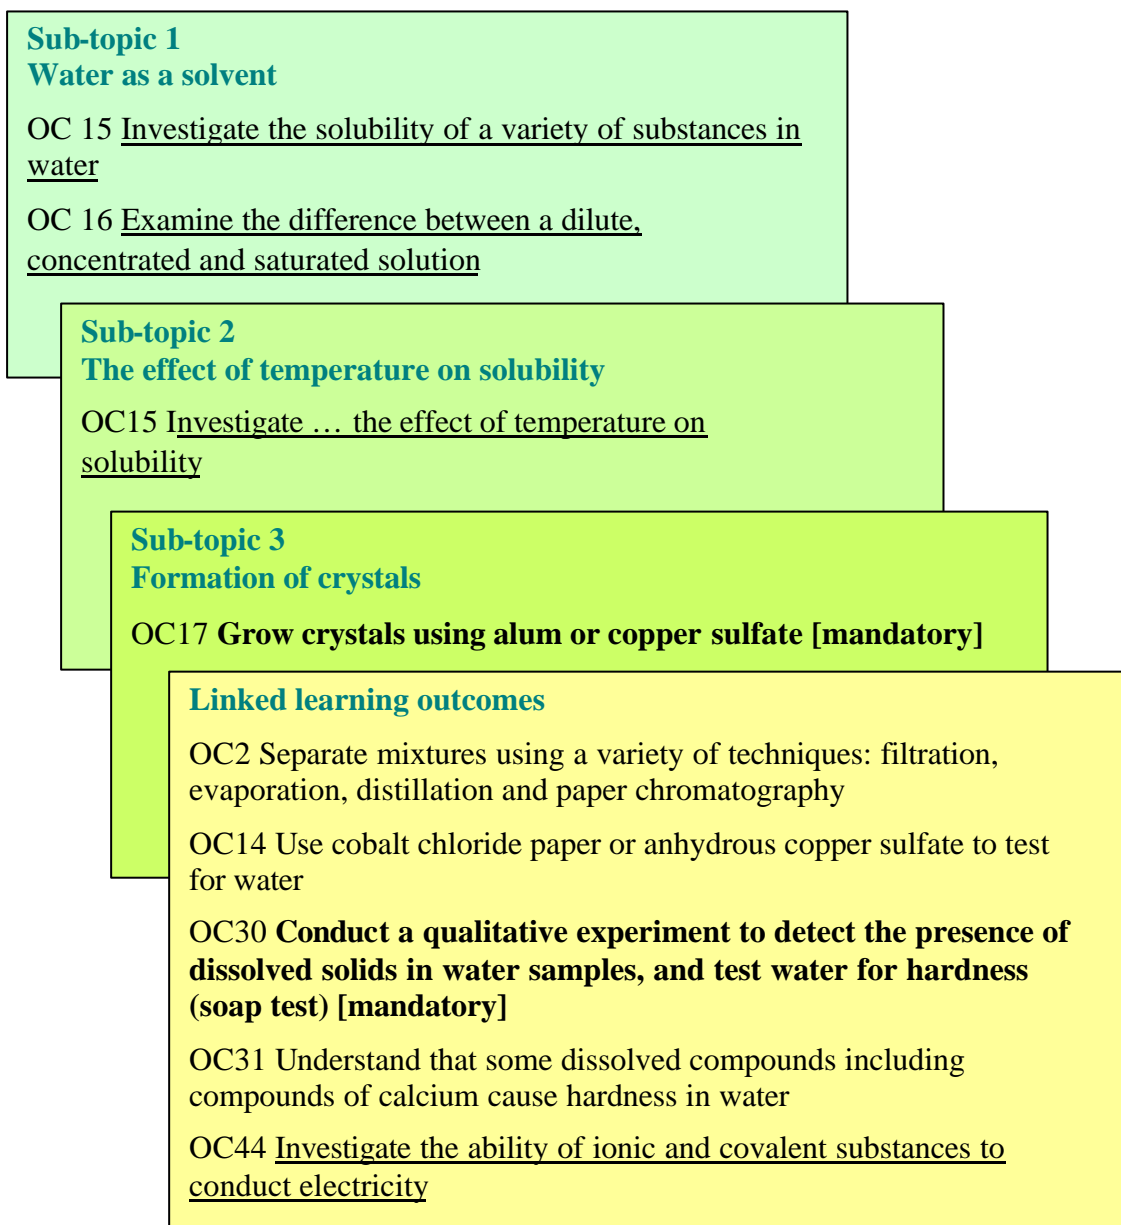 Sub-topic 1
Water as a solvent
OC 15 Investigate the solubility of a variety of substances in
water
OC 16 Examine the difference between a dilute,
concentrated and saturated solution
Sub-topic 2
The effect of temperature on solubility
OC15 Investigate … the effect of temperature on
solubility
Sub-topic 3
Formation of crystals
OC17 Grow crystals using alum or copper sulfate [mandatory]
Linked learning outcomes
OC2 Separate mixtures using a variety of techniques: filtration,
evaporation, distillation and paper chromatography
OC14 Use cobalt chloride paper or anhydrous copper sulfate to test
for water
OC30 Conduct a qualitative experiment to detect the presence of
dissolved solids in water samples, and test water for hardness
(soap test) [mandatory]
OC31 Understand that some dissolved compounds including
compounds of calcium cause hardness in water
OC44 Investigate the ability of ionic and covalent substances to
conduct electricity